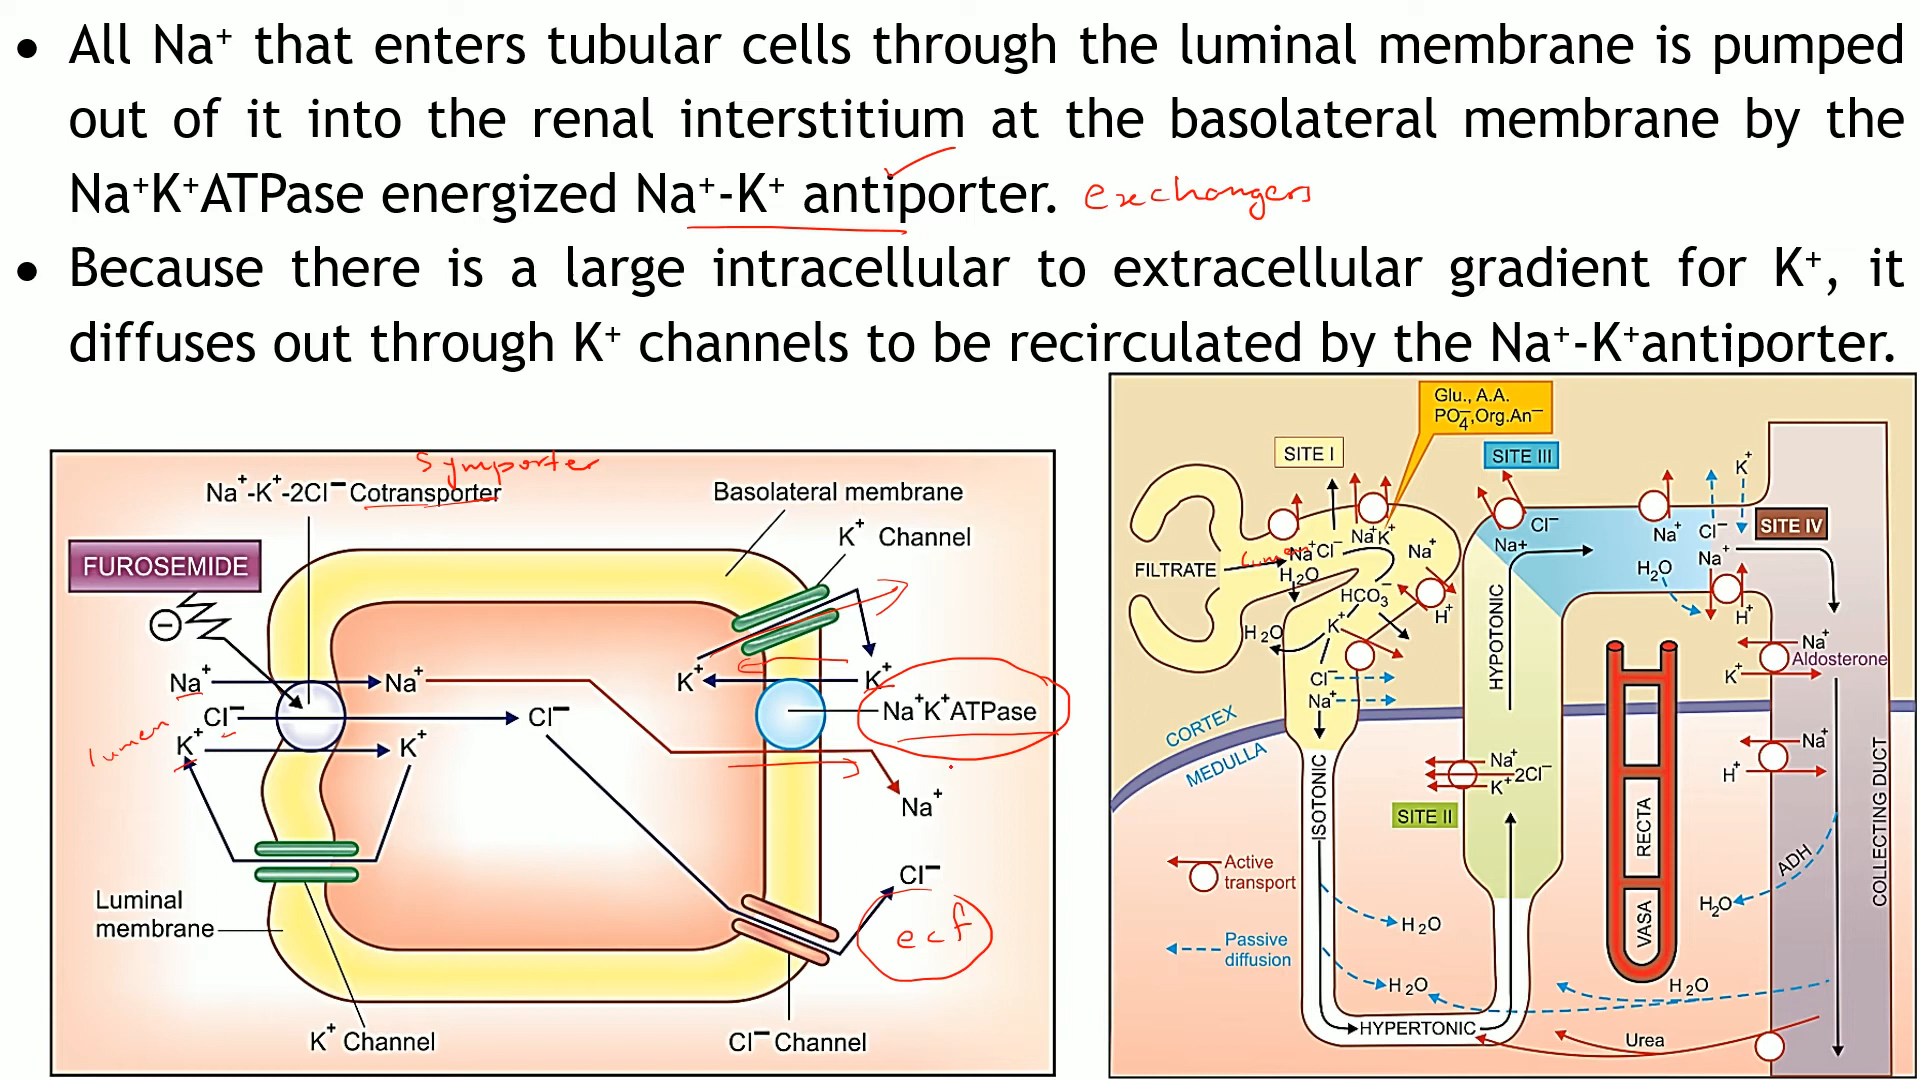 • All Na⁺ that enters tubular cells through the luminal membrane is pumped
out of it into the renal interstitium at the basolateral membrane by the
Na⁺K⁺ATPase energized Na⁺-K⁺ antiporter. exchangers
• Because there is a large intracellular to extracellular gradient for K⁺, it
diffuses out through K⁺ channels to be recirculated by the Na⁺-K⁺antiporter.
Symporter
Na⁺-K⁺-2Cl⁻ Cotransporter
Basolateral membrane
K⁺ Channel
FUROSEMIDE
Na⁺
Na⁺
K⁺
K⁺
lumen
Cl⁻
Cl⁻
Na⁺K⁺ATPase
K⁺
K⁺
Na⁺
Cl⁻
ecf
Luminal
membrane
K⁺ Channel
Cl⁻ Channel
Glu., A.A.
PO₄⁻,Org.An⁻
SITE I
SITE III
K⁺
SITE IV
Cl⁻
Na+
Na⁺
Cl⁻
Na⁺
Na⁺K⁺
Na⁺Cl⁻
Na⁺
lumen
FILTRATE
H₂O
H₂O
HCO₃⁻
H⁺
H⁺
K⁺
H₂O
Cl⁻
Na⁺
HYPOTONIC
Na⁺
Aldosterone
K⁺
CORTEX
MEDULLA
Na⁺
H⁺
ISOTONIC
Na⁺
2Cl⁻
K⁺
SITE II
RECTA
VASA
COLLECTING DUCT
ADH
Active
transport
H₂O
H₂O
Passive
diffusion
H₂O
H₂O
HYPERTONIC
Urea